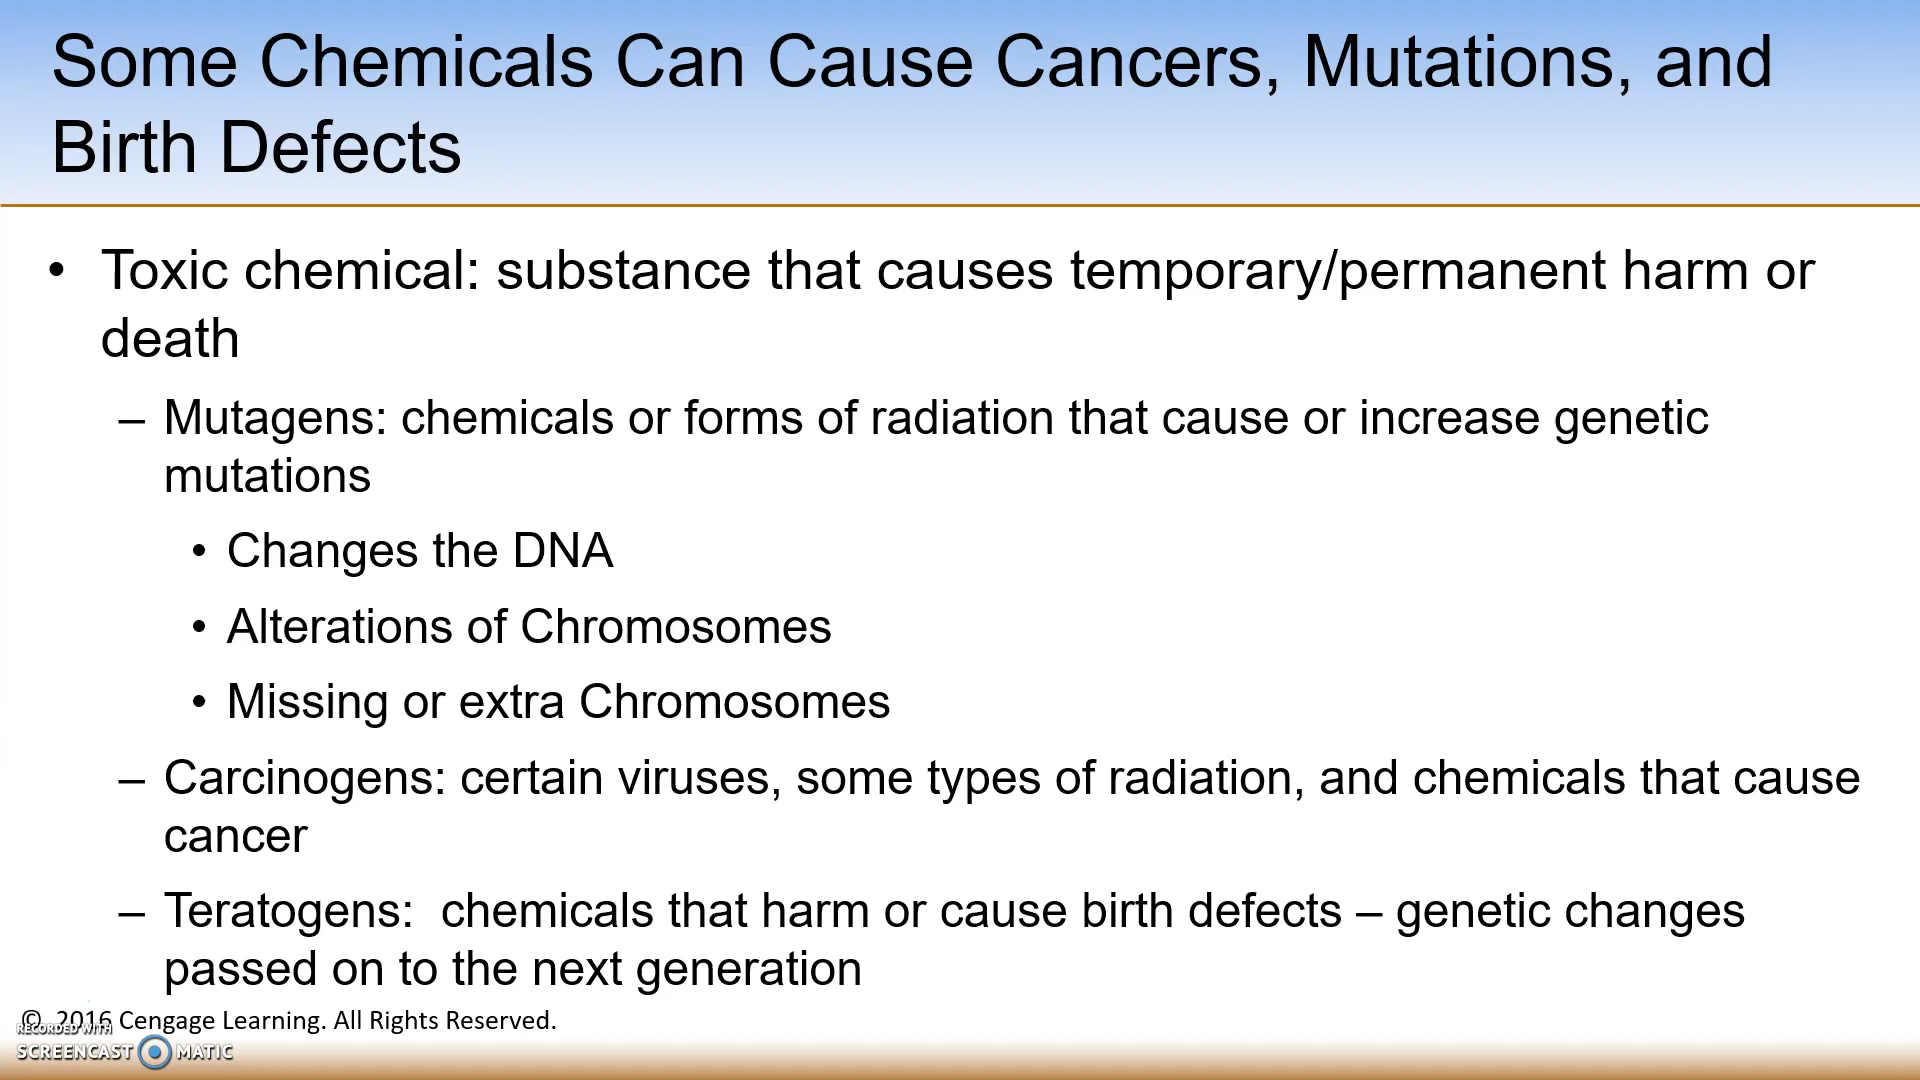 Some Chemicals Can Cause Cancers, Mutations, and
Birth Defects
• Toxic chemical: substance that causes temporary/permanent harm or
death
– Mutagens: chemicals or forms of radiation that cause or increase genetic
mutations
• Changes the DNA
• Alterations of Chromosomes
• Missing or extra Chromosomes
– Carcinogens: certain viruses, some types of radiation, and chemicals that cause
cancer
– Teratogens:  chemicals that harm or cause birth defects – genetic changes
passed on to the next generation
© 2016 Cengage Learning. All Rights Reserved.
RECORDED WITH
SCREENCAST MATIC